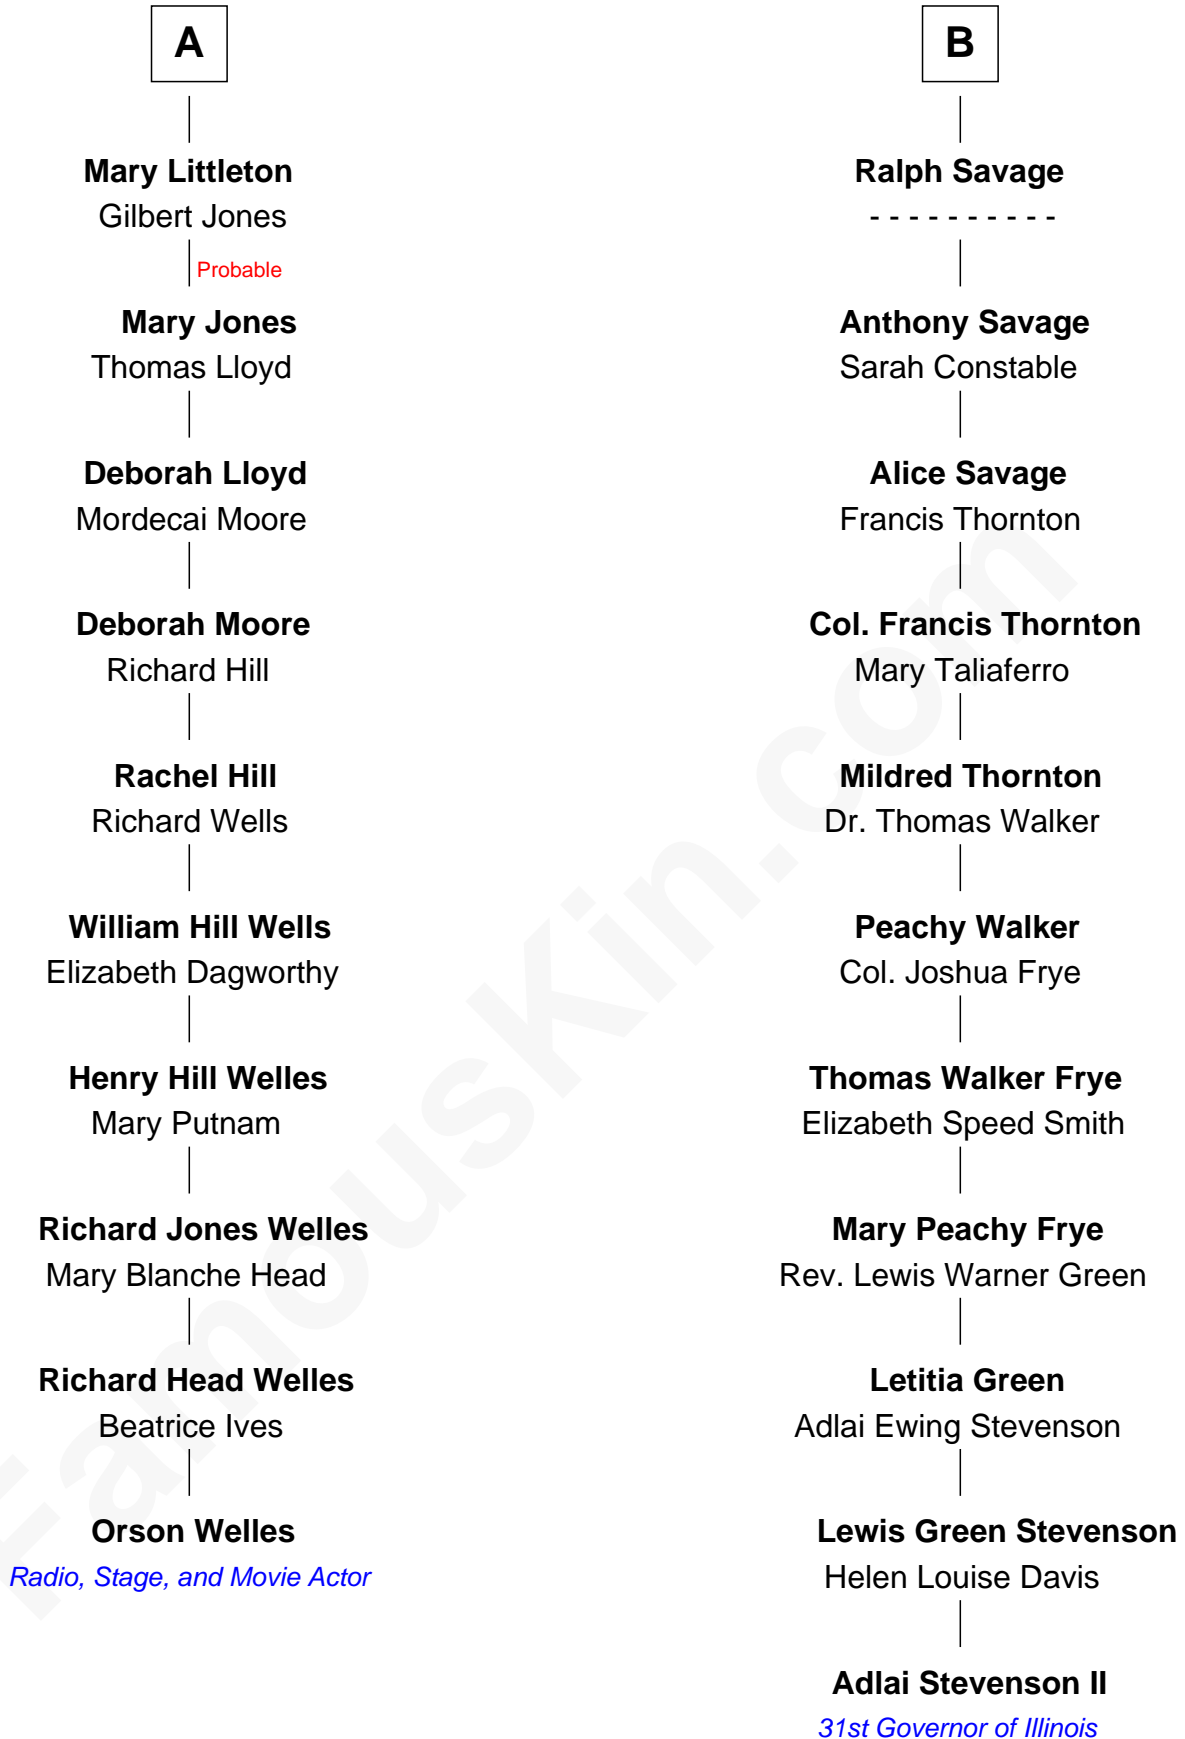 A
Mary Littleton
Gilbert Jones
Probable
Mary Jones
Thomas Lloyd
Deborah Lloyd
Mordecai Moore
Deborah Moore
Richard Hill
Rachel Hill
Richard Wells
William Hill Wells
Elizabeth Dagworthy
Henry Hill Welles
Mary Putnam
Richard Jones Welles
Mary Blanche Head
Richard Head Welles
Beatrice Ives
Orson Welles
Radio, Stage, and Movie Actor
B
Ralph Savage
- - - - - - - - - -
Anthony Savage
Sarah Constable
Alice Savage
Francis Thornton
Col. Francis Thornton
Mary Taliaferro
Mildred Thornton
Dr. Thomas Walker
Peachy Walker
Col. Joshua Frye
Thomas Walker Frye
Elizabeth Speed Smith
Mary Peachy Frye
Rev. Lewis Warner Green
Letitia Green
Adlai Ewing Stevenson
Lewis Green Stevenson
Helen Louise Davis
Adlai Stevenson II
31st Governor of Illinois
FamousKin.com